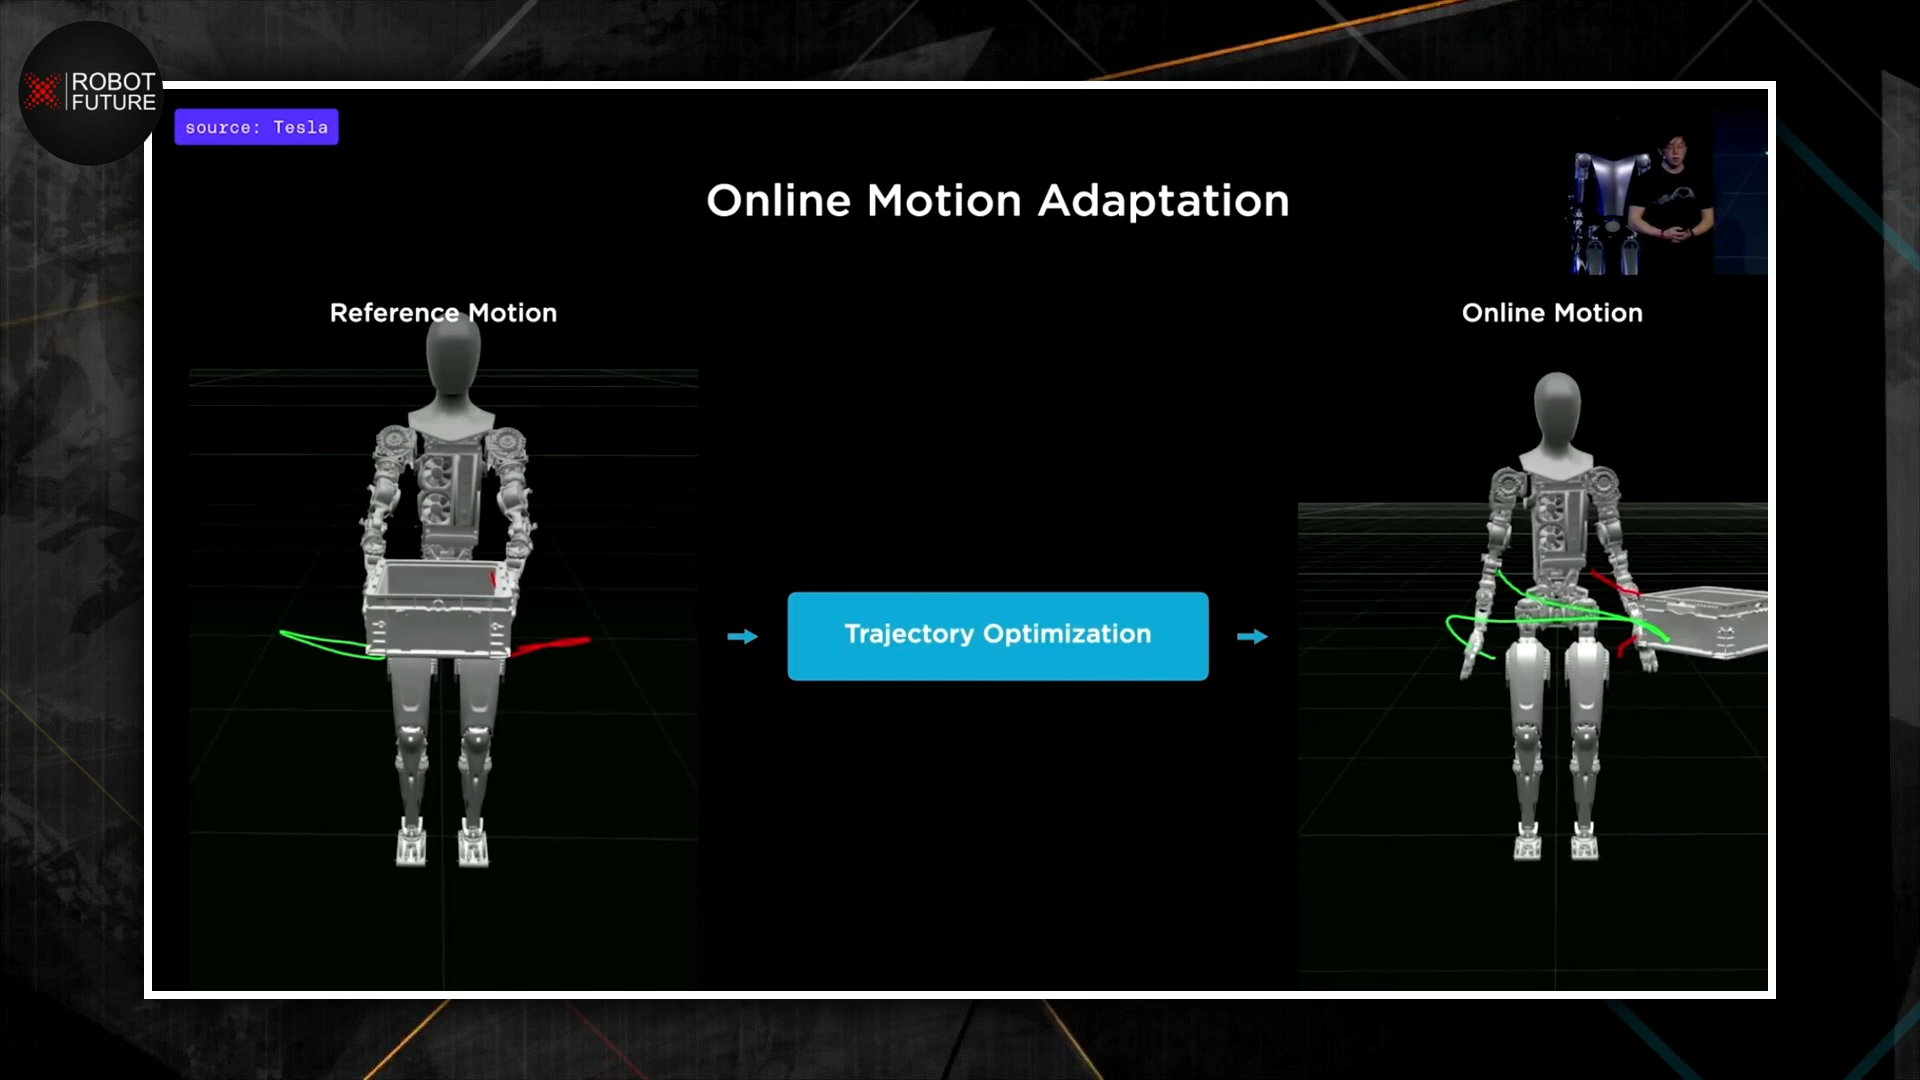 ROBOT
FUTURE
source: Tesla
Online Motion Adaptation
Reference Motion
Online Motion
Trajectory Optimization